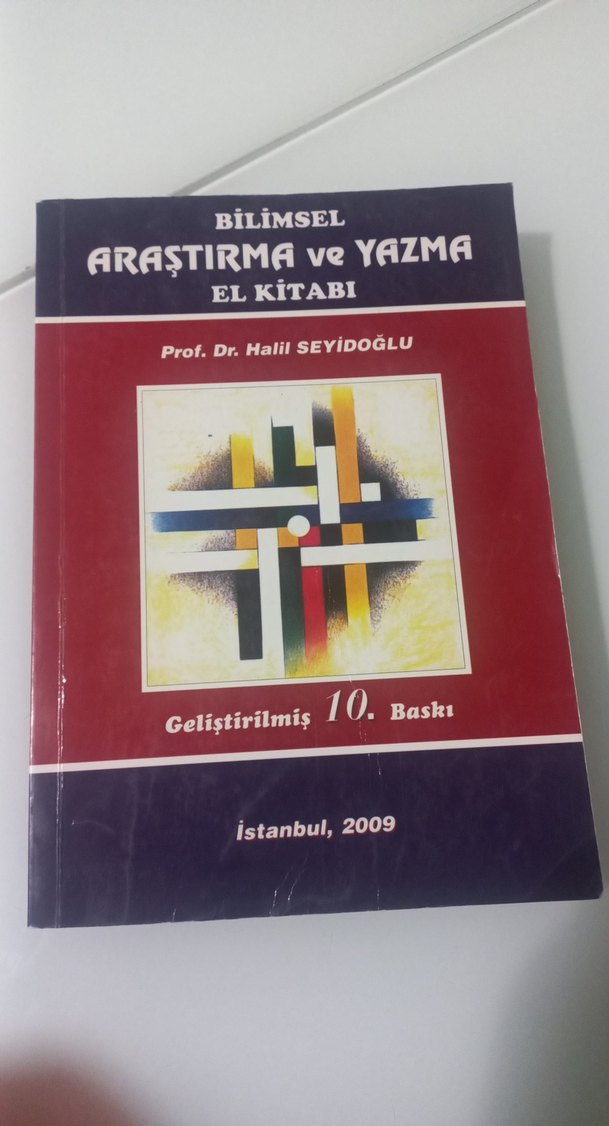 BİLİMSEL
ARAŞTIRMA ve YAZMA
EL KİTABI
Prof. Dr. Halil SEYİDOĞLU
Geliştirilmiş 10. Baskı
İstanbul, 2009